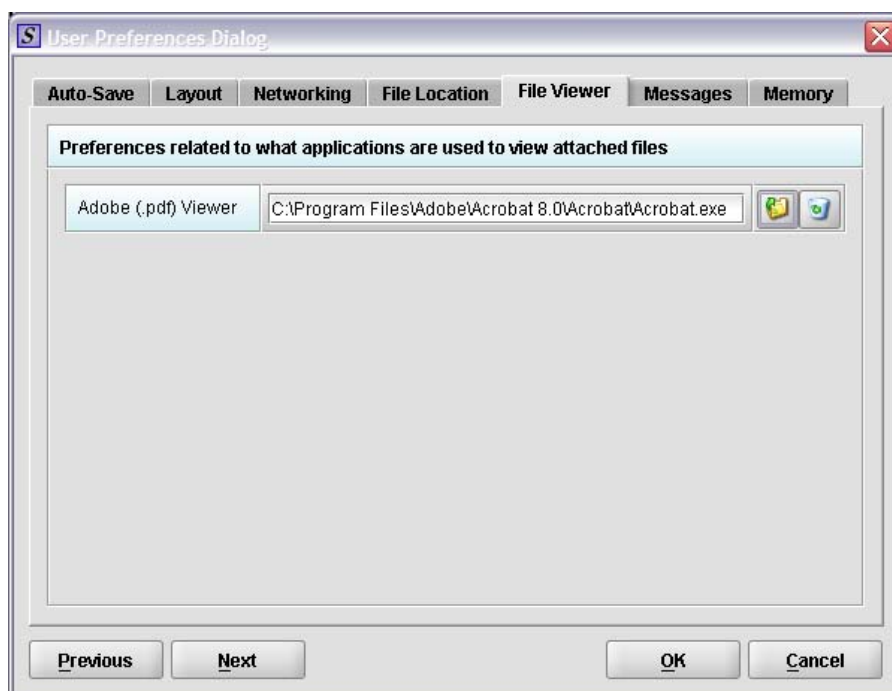 S User Preferences Dialog
Auto-Save Layout Networking File Location File Viewer Messages Memory
Preferences related to what applications are used to view attached files
Adobe (.pdf) Viewer C:\Program Files\Adobe\Acrobat 8.0\Acrobat\Acrobat.exe
Previous Next OK Cancel